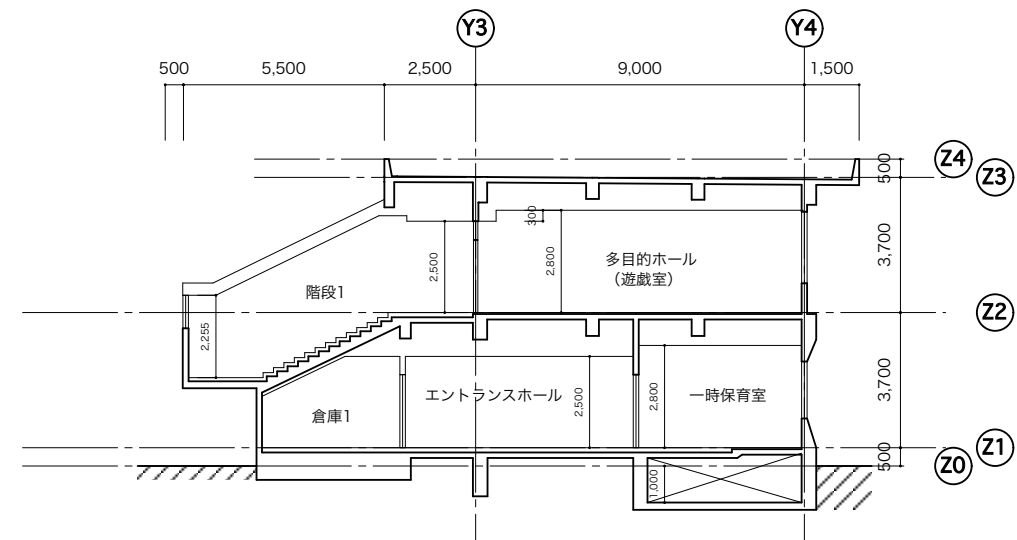 Y3
Y4
500
5,500
2,500
9,000
1,500
Z4
500
Z3
300
3,700
2,500
2,800
多目的ホール
（遊戯室）
階段1
Z2
2,255
3,700
エントランスホール
2,500
2,800
一時保育室
倉庫1
Z1
500
Z0
1,000